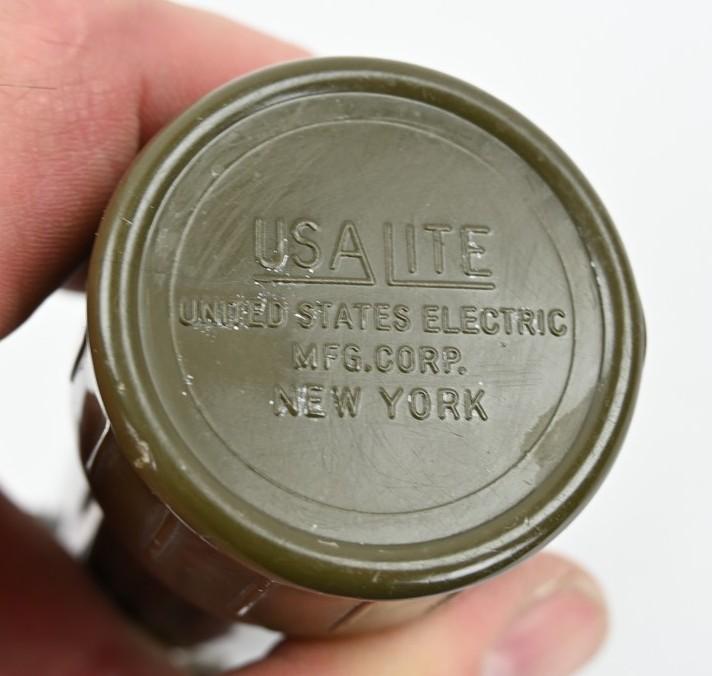 USALITE
UNITED STATES ELECTRIC
MFG.CORP.
NEW YORK